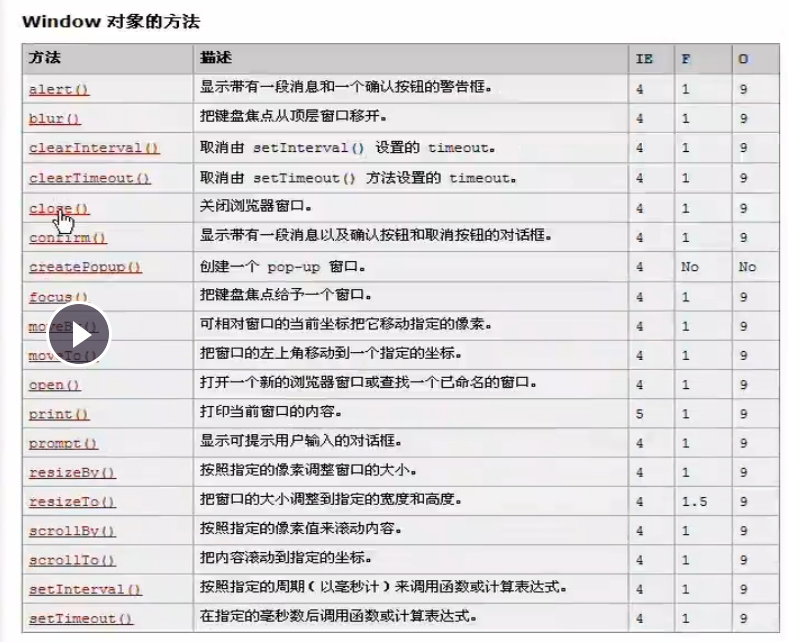 Window 对象的方法
方法 描述 IE F O
alert() 显示带有一段消息和一个确认按钮的警告框。 4 1 9
blur() 把键盘焦点从顶层窗口移开。 4 1 9
clearInterval() 取消由 setInterval() 设置的 timeout。 4 1 9
clearTimeout() 取消由 setTimeout() 方法设置的 timeout。 4 1 9
close() 关闭浏览器窗口。 4 1 9
confirm() 显示带有一段消息以及确认按钮和取消按钮的对话框。 4 1 9
createPopup() 创建一个 pop-up 窗口。 4 No No
focus() 把键盘焦点给予一个窗口。 4 1 9
moveBy() 可相对窗口的当前坐标把它移动指定的像素。 4 1 9
moveTo() 把窗口的左上角移动到一个指定的坐标。 4 1 9
open() 打开一个新的浏览器窗口或查找一个已命名的窗口。 4 1 9
print() 打印当前窗口的内容。 5 1 9
prompt() 显示可提示用户输入的对话框。 4 1 9
resizeBy() 按照指定的像素调整窗口的大小。 4 1 9
resizeTo() 把窗口的大小调整到指定的宽度和高度。 4 1.5 9
scrollBy() 按照指定的像素值来滚动内容。 4 1 9
scrollTo() 把内容滚动到指定的坐标。 4 1 9
setInterval() 按照指定的周期（以毫秒计）来调用函数或计算表达式。 4 1 9
setTimeout() 在指定的毫秒数后调用函数或计算表达式。 4 1 9